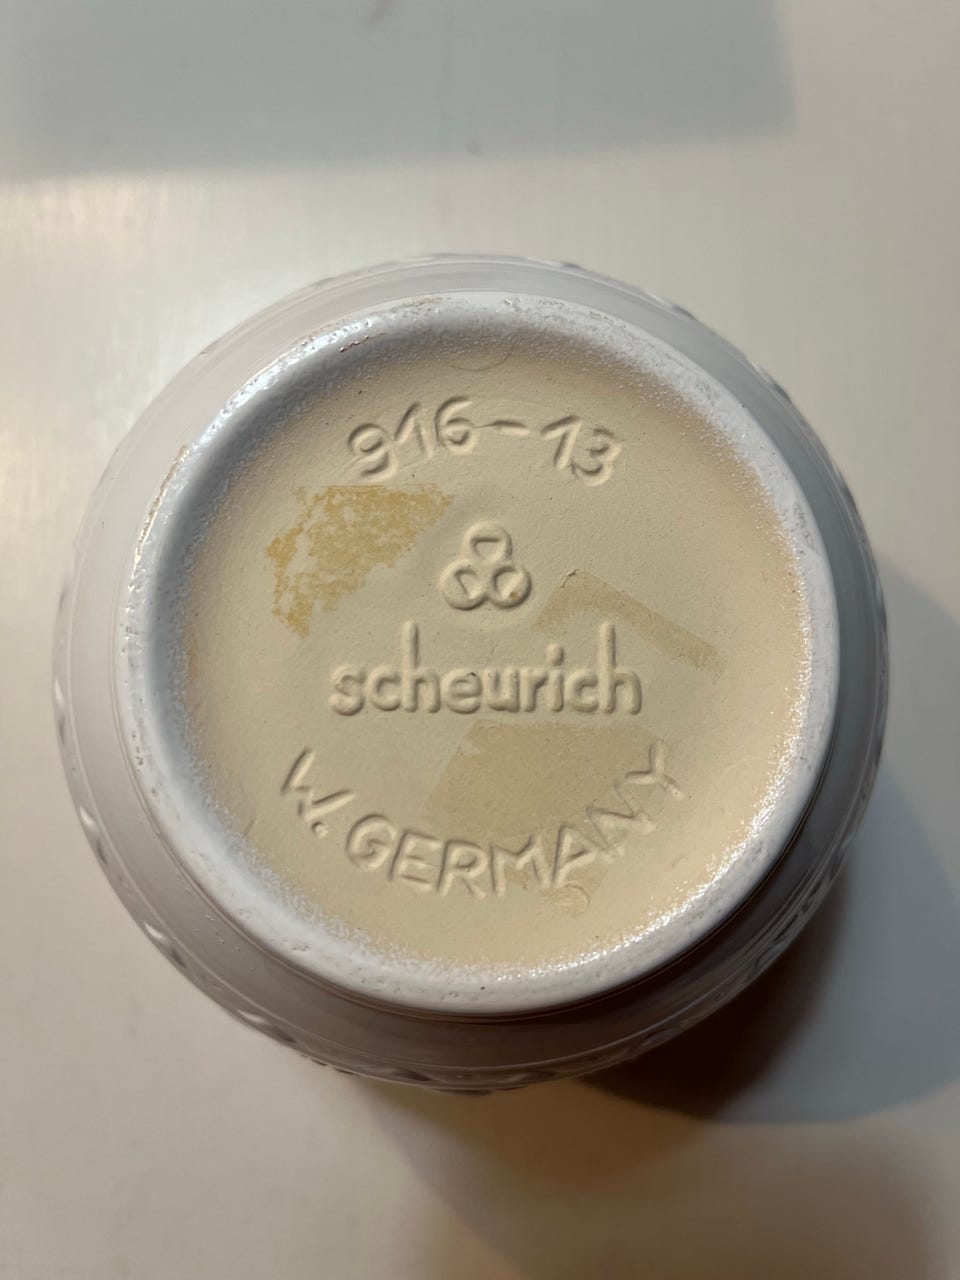 916-13
scheurich
W. GERMANY